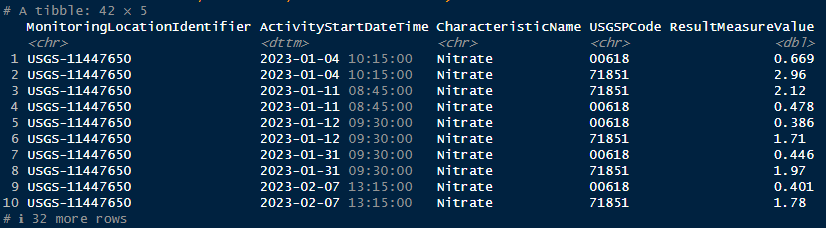 # A tibble: 42 × 5
MonitoringLocationIdentifier ActivityStartDateTime CharacteristicName USGSPCode ResultMeasureValue
<chr> <dttm> <chr> <chr> <dbl>
1 USGS-11447650 2023-01-04 10:15:00 Nitrate 00618 0.669
2 USGS-11447650 2023-01-04 10:15:00 Nitrate 71851 2.96
3 USGS-11447650 2023-01-11 08:45:00 Nitrate 71851 2.12
4 USGS-11447650 2023-01-11 08:45:00 Nitrate 00618 0.478
5 USGS-11447650 2023-01-12 09:30:00 Nitrate 00618 0.386
6 USGS-11447650 2023-01-12 09:30:00 Nitrate 71851 1.71
7 USGS-11447650 2023-01-31 09:30:00 Nitrate 00618 0.446
8 USGS-11447650 2023-01-31 09:30:00 Nitrate 71851 1.97
9 USGS-11447650 2023-02-07 13:15:00 Nitrate 00618 0.401
10 USGS-11447650 2023-02-07 13:15:00 Nitrate 71851 1.78
# ℹ 32 more rows